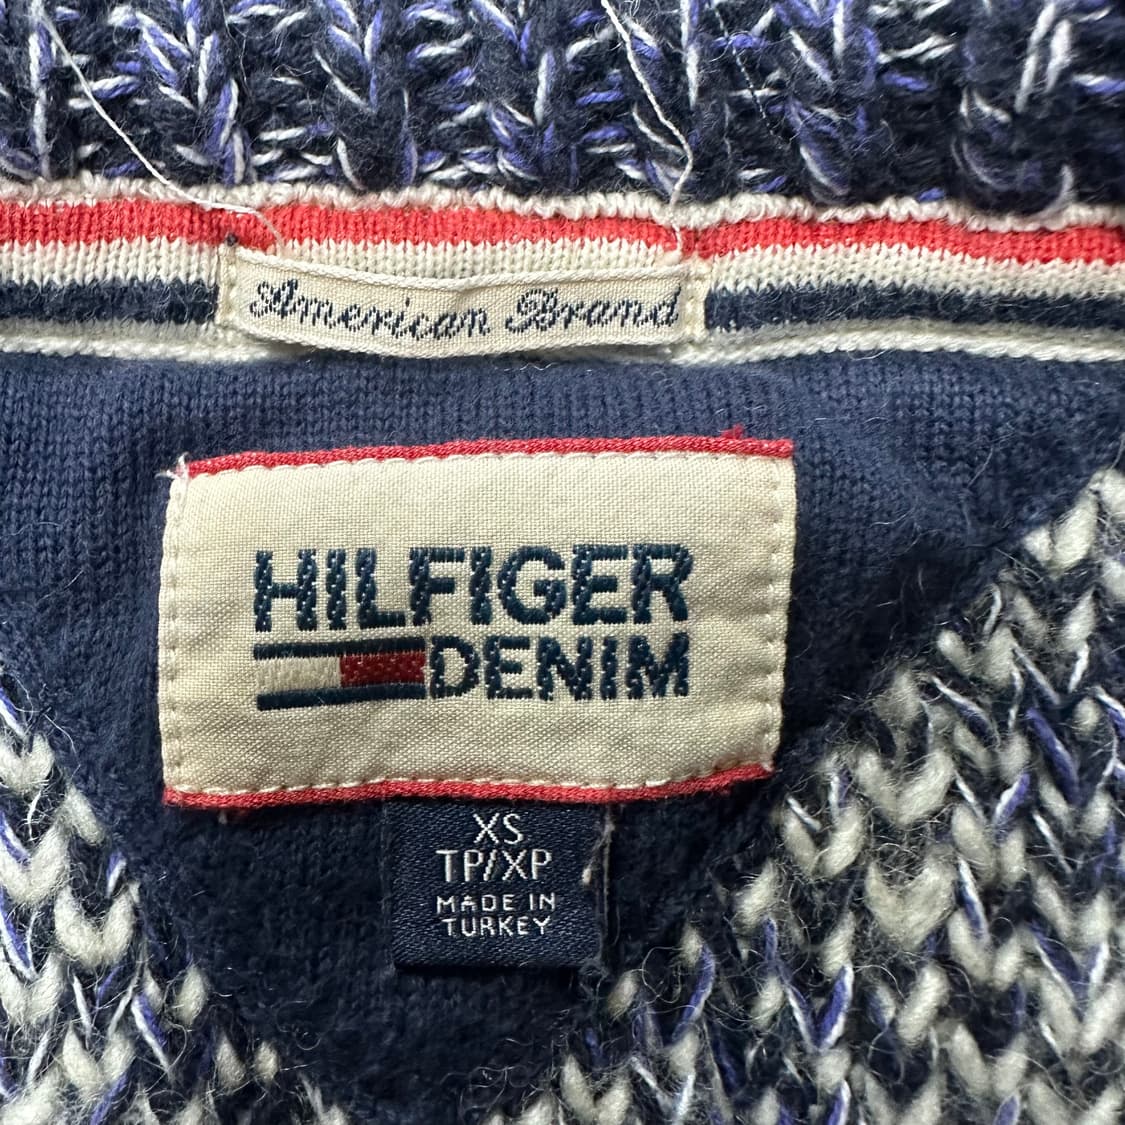 American Brand
HILFIGER
DENIM
XS
TP/XP
MADE IN
TURKEY